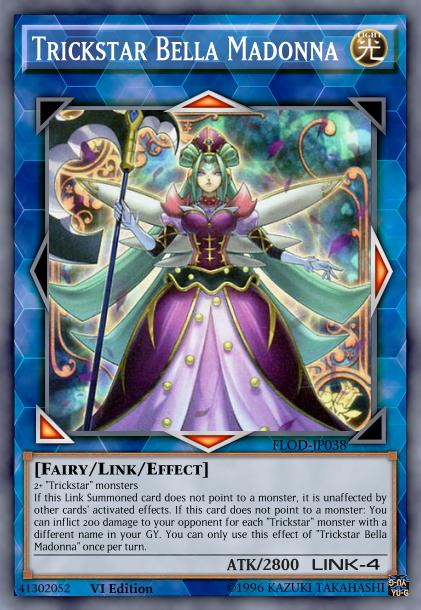 TRICKSTAR BELLA MADONNA
LIGHT
光
FLOD-JP038
[FAIRY/LINK/EFFECT]
2+ "Trickstar" monsters
If this Link Summoned card does not point to a monster, it is unaffected by
other cards' activated effects. If this card does not point to a monster: You
can inflict 200 damage to your opponent for each "Trickstar" monster with a
different name in your GY. You can only use this effect of "Trickstar Bella
Madonna" once per turn.
ATK/2800 LINK-4
41302052 VI Edition ©1996 KAZUKI TAKAHASHI